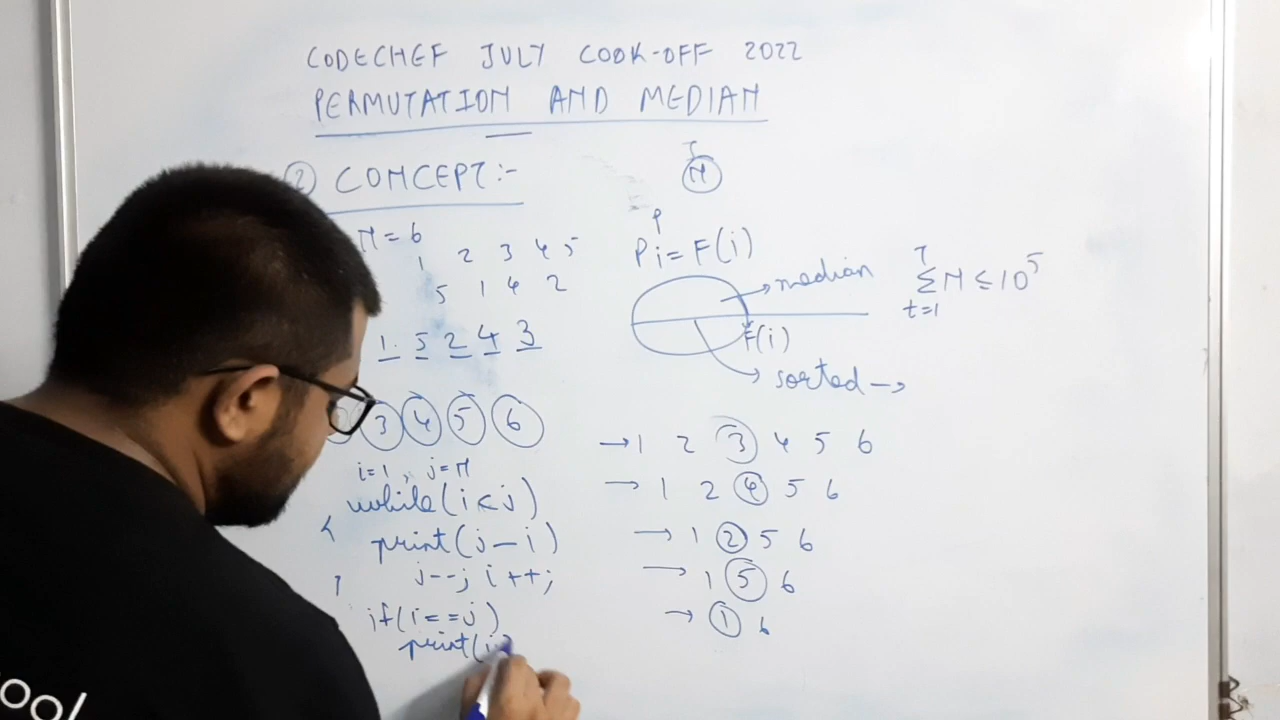 CODECHEF JULY COOK-OFF 2022
PERMUTATION AND MEDIAN
② CONCEPT:-
N
N=6
1 2 3 4 5
5 1 4 2
1. 5 2 4 3
3 4 5 6
i=1, j=N
while(i<j)
{
print(j-i)
j--; i++;
}
if(i==j)
print(i)
P
Pi=F(i)
→median
F(i)
→ sorted →
T
Σ N ≤ 10^5
t=1
→1 2 3 4 5 6
→ 1 2 4 5 6
→ 1 2 5 6
→ 1 5 6
→ 1 6
ool